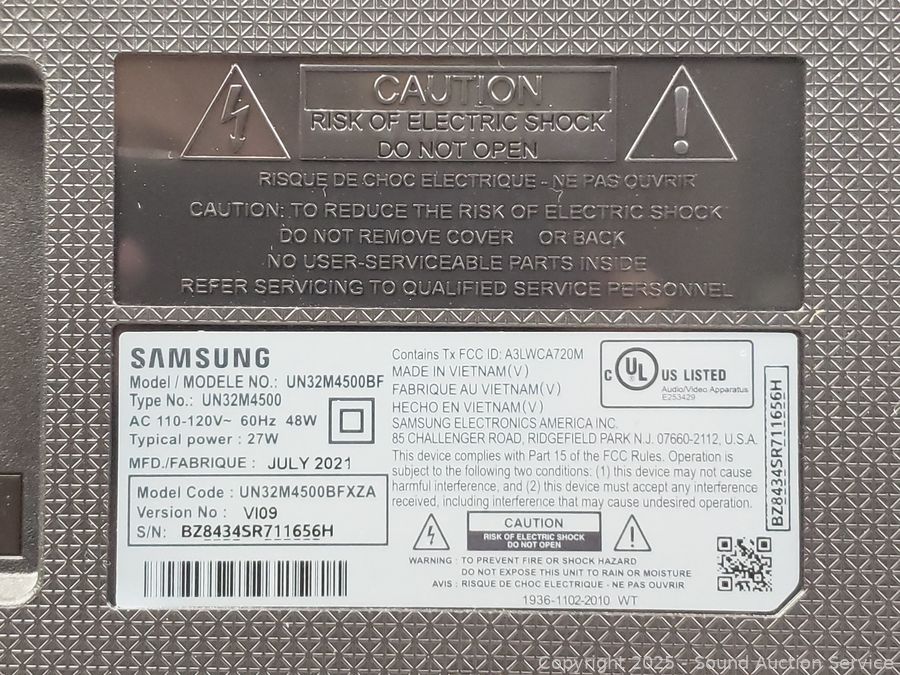 CAUTION
RISK OF ELECTRIC SHOCK
DO NOT OPEN
RISQUE DE CHOC ELECTRIQUE - NE PAS OUVRIR
CAUTION: TO REDUCE THE RISK OF ELECTRIC SHOCK
DO NOT REMOVE COVER OR BACK
NO USER-SERVICEABLE PARTS INSIDE
REFER SERVICING TO QUALIFIED SERVICE PERSONNEL
SAMSUNG
Model / MODELE NO.: UN32M4500BF
Type No.: UN32M4500
AC 110-120V~ 60Hz 48W
Typical power : 27W
MFD./FABRIQUE : JULY 2021
Model Code : UN32M4500BFXZA
Version No : VI09
S/N: BZ8434SR711656H
Contains Tx FCC ID: A3LWCA720M
MADE IN VIETNAM(V)
FABRIQUE AU VIETNAM(V)
HECHO EN VIETNAM(V)
SAMSUNG ELECTRONICS AMERICA INC.
85 CHALLENGER ROAD, RIDGEFIELD PARK N.J. 07660-2112, U.S.A.
This device complies with Part 15 of the FCC Rules. Operation is
subject to the following two conditions: (1) this device may not cause
harmful interference, and (2) this device must accept any interference
received, including interference that may cause undesired operation.
C UL US LISTED
Audio/Video Apparatus
E253429
BZ8434SR711656H
CAUTION
RISK OF ELECTRIC SHOCK
DO NOT OPEN
WARNING : TO PREVENT FIRE OR SHOCK HAZARD
DO NOT EXPOSE THIS UNIT TO RAIN OR MOISTURE
AVIS : RISQUE DE CHOC ELECTRIQUE - NE PAS OUVRIR
1936-1102-2010 WT
Copyright 2025 - Sound Auction Service